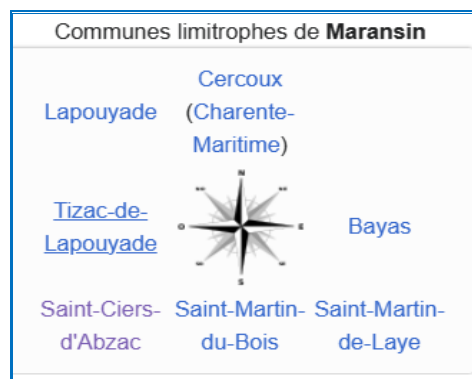 Communes limitrophes de Maransin
Cercoux
Lapouyade (Charente-
Maritime)
N
Tizac-de-
Lapouyade
O E
Bayas
S
Saint-Ciers- Saint-Martin- Saint-Martin-
d'Abzac du-Bois de-Laye